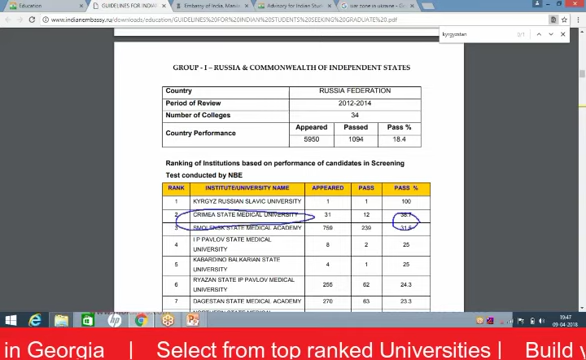 Education
GUIDELINES FOR INDIAN
Embassy of India, Mosco
Advisory for Indian Stud
www.indianembassy.ru/downloads/education/GUIDELINES%20FOR%20INDIAN%20STUDENTS%20SEEKING%20GRADUATE%20.pdf
GROUP - I – RUSSIA & COMMONWEALTH OF INDEPENDENT STATES
Country RUSSIA FEDERATION
Period of Review 2012-2014
Number of Colleges 34
Country Performance Appeared Passed Pass %
5950 1094 18.4
Ranking of Institutions based on performance of candidates in Screening
Test conducted by NBE
RANK INSTITUTE/UNIVERSITY NAME APPEARED PASS PASS %
1 KYRGYZ RUSSIAN SLAVIC UNIVERSITY 1 1 100
2 CRIMEA STATE MEDICAL UNIVERSITY 31 12 38.7
3 SMOLENSK STATE MEDICAL ACADEMY 759 239
4 I.P PAVLOV STATE MEDICAL UNIVERSITY 8 2 25
5 KABARDINO BALKARIAN STATE UNIVERSITY 4 1 25
6 RYAZAN STATE IP PAVLOV MEDICAL UNIVERSITY 255 62 24.3
7 DAGESTAN STATE MEDICAL ACADEMY 270 63 23.3
19:47
09-04-2018
in Georgia | Select from top ranked Universities | Build